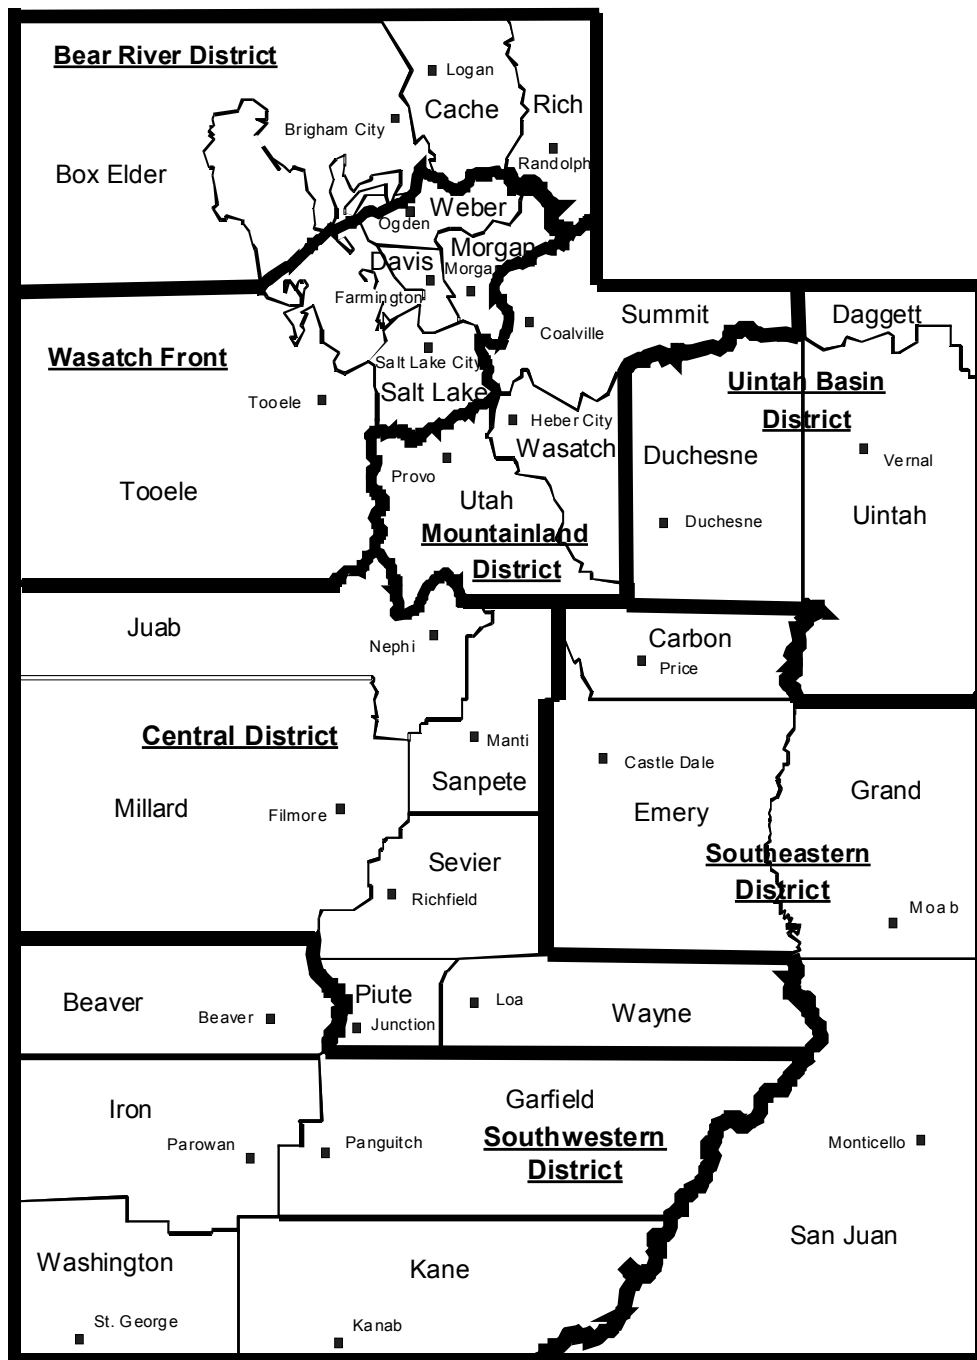 Bear River District
Logan
Cache
Rich
Brigham City
Randolph
Box Elder
Weber
Ogden
Morgan
Morgan
Davis
Farmington
Summit
Daggett
Coalville
Wasatch Front
Salt Lake City
Salt Lake
Uintah Basin
District
Tooele
Heber City
Wasatch
Duchesne
Vernal
Provo
Tooele
Utah
Duchesne
Uintah
Mountainland
District
Juab
Nephi
Carbon
Price
Central District
Manti
Castle Dale
Sanpete
Grand
Millard
Filmore
Emery
Sevier
Southeastern
District
Richfield
Moab
Beaver
Beaver
Piute
Junction
Loa
Wayne
Iron
Garfield
Parowan
Panguitch
Southwestern
District
Monticello
San Juan
Washington
Kane
St. George
Kanab